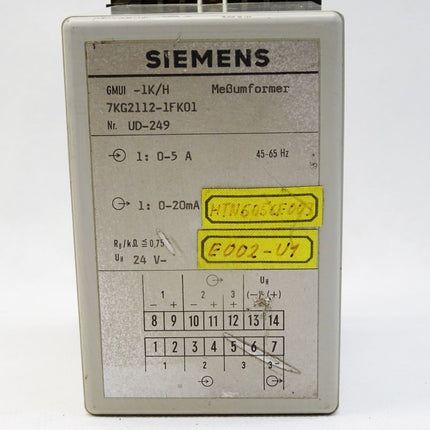 SIEMENS
GMUI -1K/H Meßumformer
7KG2112-1FK01
Nr. UD-249
1: 0-5 A 45-65 Hz
1: 0-20mA
E002-U1
≦0,75
24 V-
1 2 3 (-) (+)
- + - + +
8 9 10 11 12 13 14
1 2 3 4 5 6 7
1 2 3-